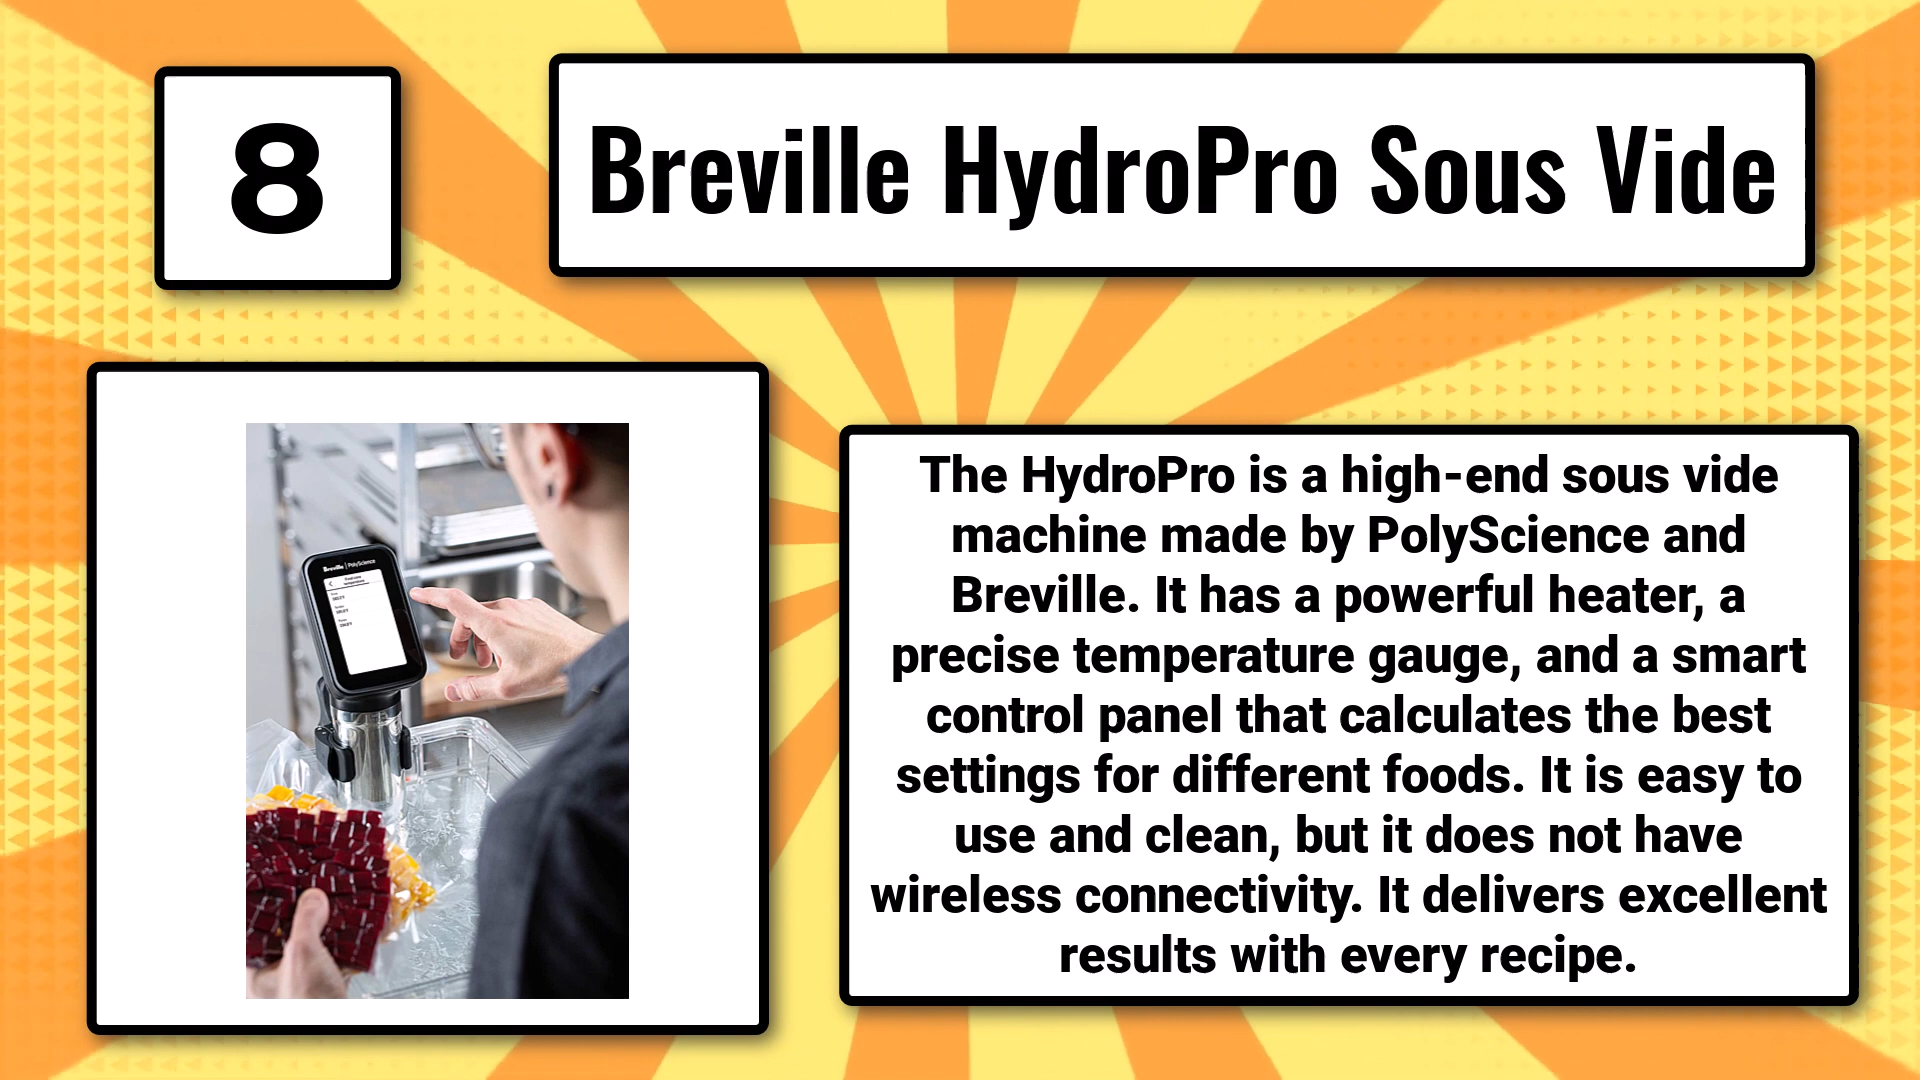 8
Breville HydroPro Sous Vide
Breville | PolyScience
The HydroPro is a high-end sous vide
machine made by PolyScience and
Breville. It has a powerful heater, a
precise temperature gauge, and a smart
control panel that calculates the best
settings for different foods. It is easy to
use and clean, but it does not have
wireless connectivity. It delivers excellent
results with every recipe.